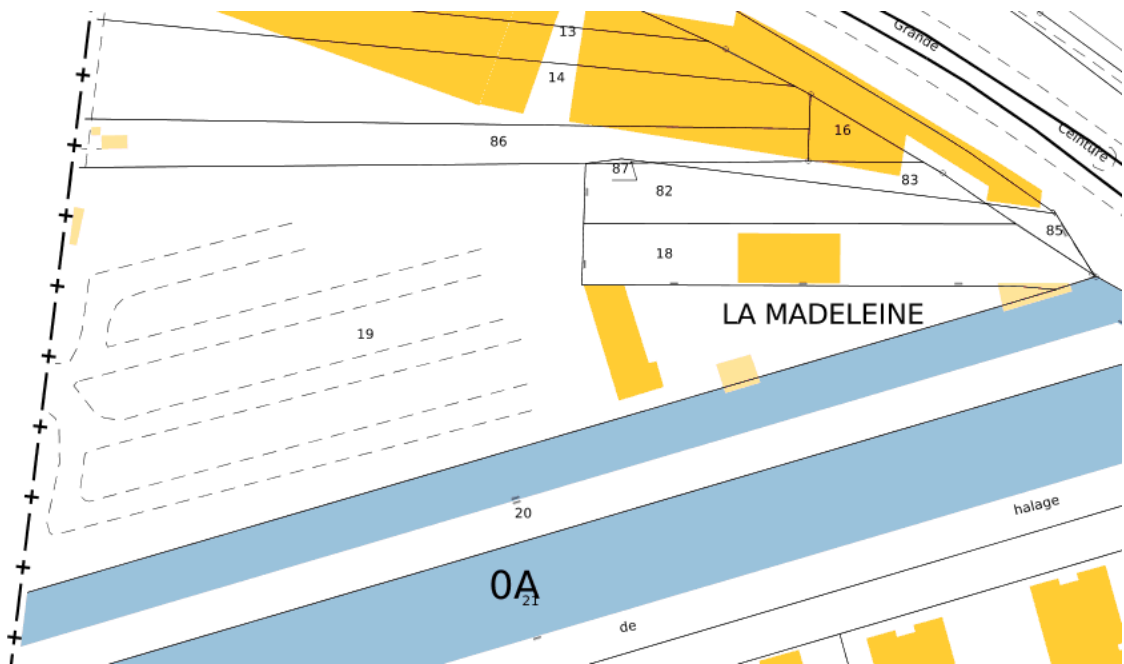 13
Grande
14
16
Ceinture
86
87
82
83
85
18
LA MADELEINE
19
20
halage
0A
21
de